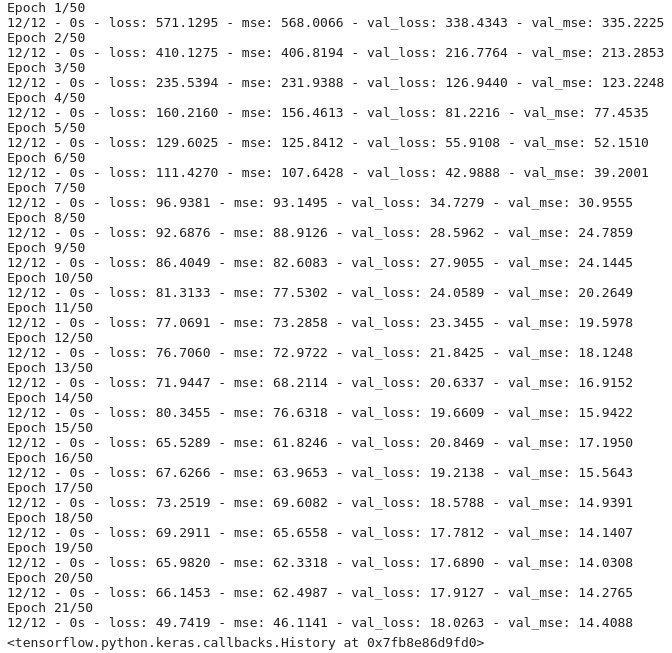 Epoch 1/50
12/12 - 0s - loss: 571.1295 - mse: 568.0066 - val_loss: 338.4343 - val_mse: 335.2225
Epoch 2/50
12/12 - 0s - loss: 410.1275 - mse: 406.8194 - val_loss: 216.7764 - val_mse: 213.2853
Epoch 3/50
12/12 - 0s - loss: 235.5394 - mse: 231.9388 - val_loss: 126.9440 - val_mse: 123.2248
Epoch 4/50
12/12 - 0s - loss: 160.2160 - mse: 156.4613 - val_loss: 81.2216 - val_mse: 77.4535
Epoch 5/50
12/12 - 0s - loss: 129.6025 - mse: 125.8412 - val_loss: 55.9108 - val_mse: 52.1510
Epoch 6/50
12/12 - 0s - loss: 111.4270 - mse: 107.6428 - val_loss: 42.9888 - val_mse: 39.2001
Epoch 7/50
12/12 - 0s - loss: 96.9381 - mse: 93.1495 - val_loss: 34.7279 - val_mse: 30.9555
Epoch 8/50
12/12 - 0s - loss: 92.6876 - mse: 88.9126 - val_loss: 28.5962 - val_mse: 24.7859
Epoch 9/50
12/12 - 0s - loss: 86.4049 - mse: 82.6083 - val_loss: 27.9055 - val_mse: 24.1445
Epoch 10/50
12/12 - 0s - loss: 81.3133 - mse: 77.5302 - val_loss: 24.0589 - val_mse: 20.2649
Epoch 11/50
12/12 - 0s - loss: 77.0691 - mse: 73.2858 - val_loss: 23.3455 - val_mse: 19.5978
Epoch 12/50
12/12 - 0s - loss: 76.7060 - mse: 72.9722 - val_loss: 21.8425 - val_mse: 18.1248
Epoch 13/50
12/12 - 0s - loss: 71.9447 - mse: 68.2114 - val_loss: 20.6337 - val_mse: 16.9152
Epoch 14/50
12/12 - 0s - loss: 80.3455 - mse: 76.6318 - val_loss: 19.6609 - val_mse: 15.9422
Epoch 15/50
12/12 - 0s - loss: 65.5289 - mse: 61.8246 - val_loss: 20.8469 - val_mse: 17.1950
Epoch 16/50
12/12 - 0s - loss: 67.6266 - mse: 63.9653 - val_loss: 19.2138 - val_mse: 15.5643
Epoch 17/50
12/12 - 0s - loss: 73.2519 - mse: 69.6082 - val_loss: 18.5788 - val_mse: 14.9391
Epoch 18/50
12/12 - 0s - loss: 69.2911 - mse: 65.6558 - val_loss: 17.7812 - val_mse: 14.1407
Epoch 19/50
12/12 - 0s - loss: 65.9820 - mse: 62.3318 - val_loss: 17.6890 - val_mse: 14.0308
Epoch 20/50
12/12 - 0s - loss: 66.1453 - mse: 62.4987 - val_loss: 17.9127 - val_mse: 14.2765
Epoch 21/50
12/12 - 0s - loss: 49.7419 - mse: 46.1141 - val_loss: 18.0263 - val_mse: 14.4088
<tensorflow.python.keras.callbacks.History at 0x7fb8e86d9fd0>